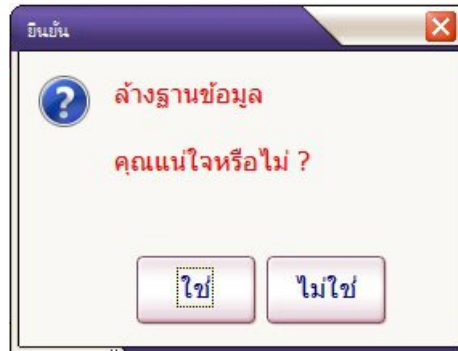 ยืนยัน
ล้างฐานข้อมูล
คุณแน่ใจหรือไม่ ?
ใช่
ไม่ใช่